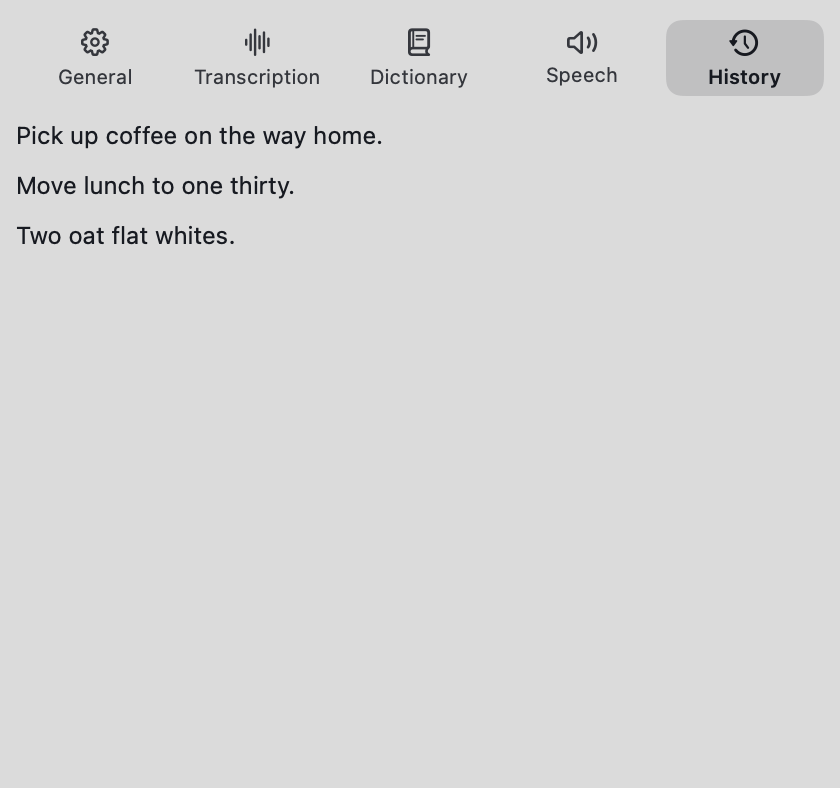 General
Transcription
Dictionary
Speech
History
Pick up coffee on the way home.
Move lunch to one thirty.
Two oat flat whites.